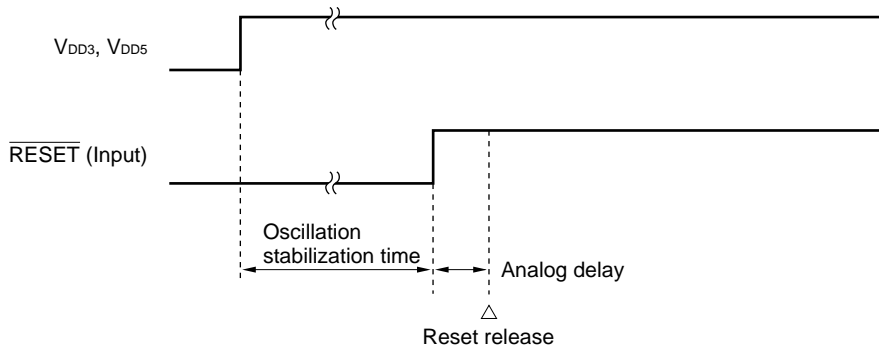 VDD3, VDD5
RESET (Input)
Oscillation
stabilization time
Analog delay
Reset release